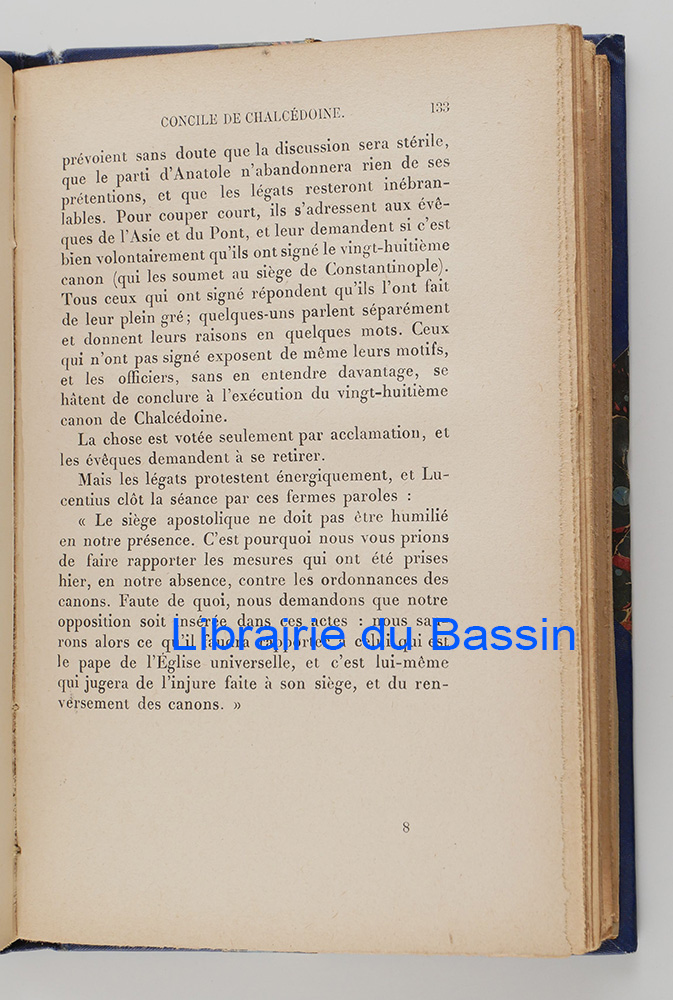 CONCILE DE CHALCÉDOINE. 133
prévoient sans doute que la discussion sera stérile,
que le parti d'Anatole n'abandonnera rien de ses
prétentions, et que les légats resteront inébran-
lables. Pour couper court, ils s'adressent aux évê-
ques de l'Asie et du Pont, et leur demandent si c'est
bien volontairement qu'ils ont signé le vingt-huitième
canon (qui les soumet au siège de Constantinople).
Tous ceux qui ont signé répondent qu'ils l'ont fait
de leur plein gré; quelques-uns parlent séparément
et donnent leurs raisons en quelques mots. Ceux
qui n'ont pas signé exposent de même leurs motifs,
et les officiers, sans en entendre davantage, se
hâtent de conclure à l'exécution du vingt-huitième
canon de Chalcédoine.
La chose est votée seulement par acclamation, et
les évêques demandent à se retirer.
Mais les légats protestent énergiquement, et Lu-
centius clôt la séance par ces fermes paroles :
« Le siège apostolique ne doit pas être humilié
en notre présence. C'est pourquoi nous vous prions
de faire rapporter les mesures qui ont été prises
hier, en notre absence, contre les ordonnances des
canons. Faute de quoi, nous demandons que notre
opposition soit insérée dans ces actes : nous sau
rons alors ce qu'il faudra rapporter à celui qui est
Librairie du Bassin
le pape de l'Église universelle, et c'est lui-même
qui jugera de l'injure faite à son siège, et du ren-
versement des canons. »
8